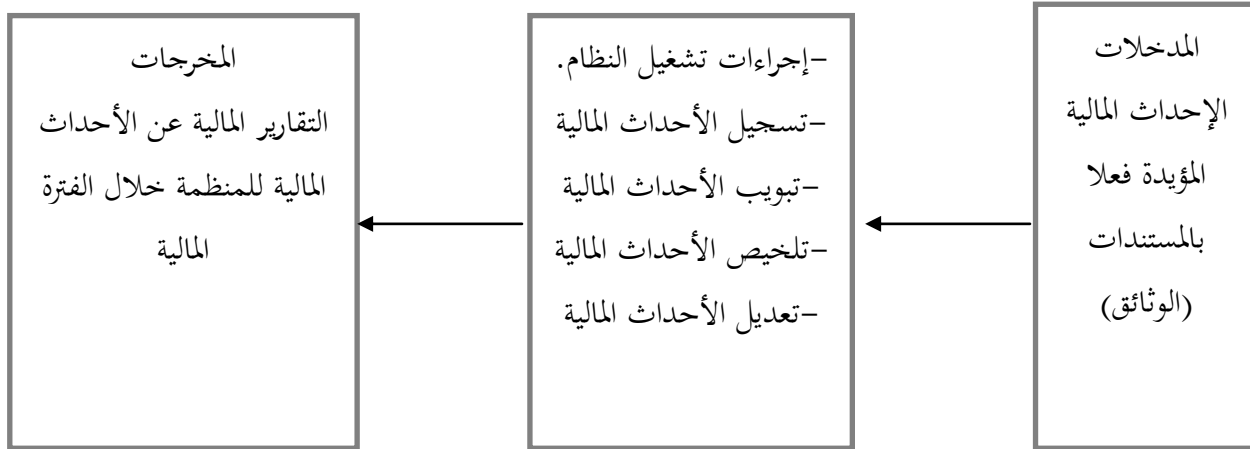 المدخلات
الإحداث المالية
المؤيدة فعلا
بالمستندات
(الوثائق)
-إجراءات تشغيل النظام.
-تسجيل الأحداث المالية
-تبويب الأحداث المالية
-تلخيص الأحداث المالية
-تعديل الأحداث المالية
المخرجات
التقارير المالية عن الأحداث
المالية للمنظمة خلال الفترة
المالية